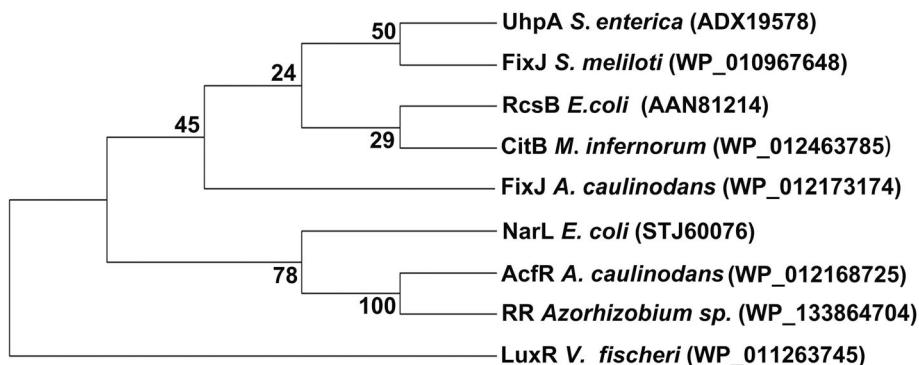 UhpA S. enterica (ADX19578)
50
FixJ S. meliloti (WP_010967648)
24
RcsB E.coli (AAN81214)
45
29
CitB M. infernorum (WP_012463785)
FixJ A. caulinodans (WP_012173174)
NarL E. coli (STJ60076)
78
AcfR A. caulinodans (WP_012168725)
100
RR Azorhizobium sp. (WP_133864704)
LuxR V. fischeri (WP_011263745)